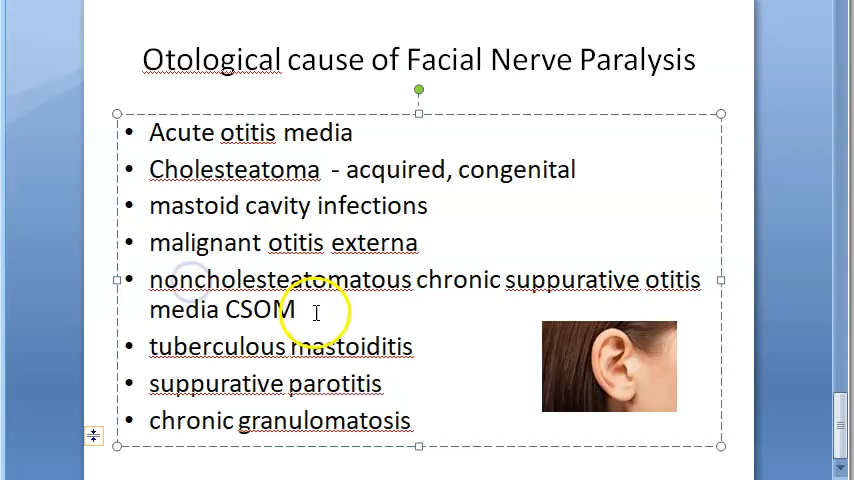 Otological cause of Facial Nerve Paralysis
• Acute otitis media
• Cholesteatoma - acquired, congenital
• mastoid cavity infections
• malignant otitis externa
• noncholesteatomatous chronic suppurative otitis
media CSOM
• tuberculous mastoiditis
• suppurative parotitis
• chronic granulomatosis